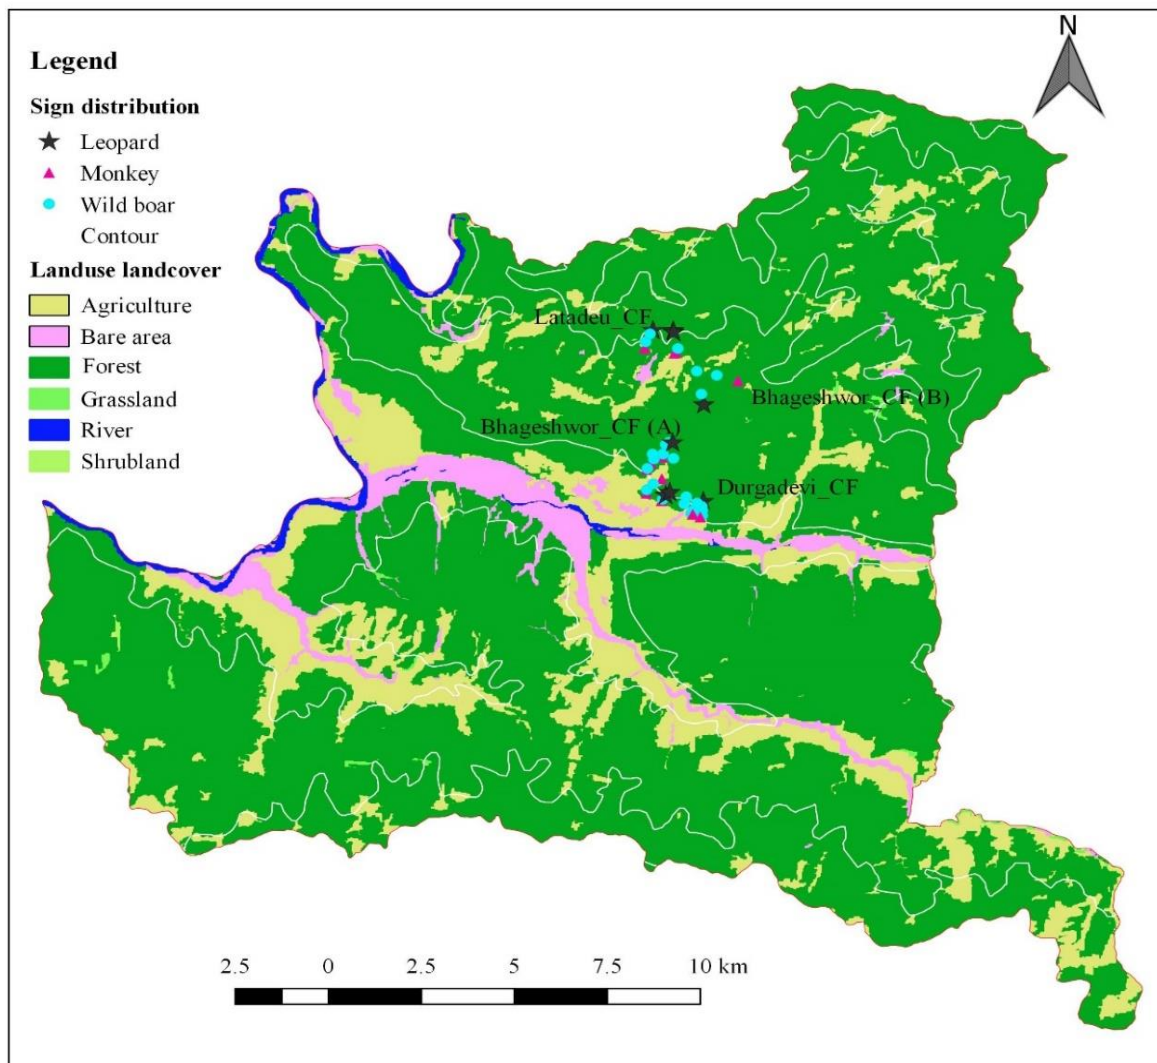 N
Legend
Sign distribution
Leopard
Monkey
Wild boar
Contour
Landuse landcover
Agriculture
Bare area
Forest
Grassland
River
Shrubland
Latadeu_CF
Bhageshwor_CF (B)
Bhageshwor_CF (A)
Durgadevi_CF
2.5 0 2.5 5 7.5 10 km